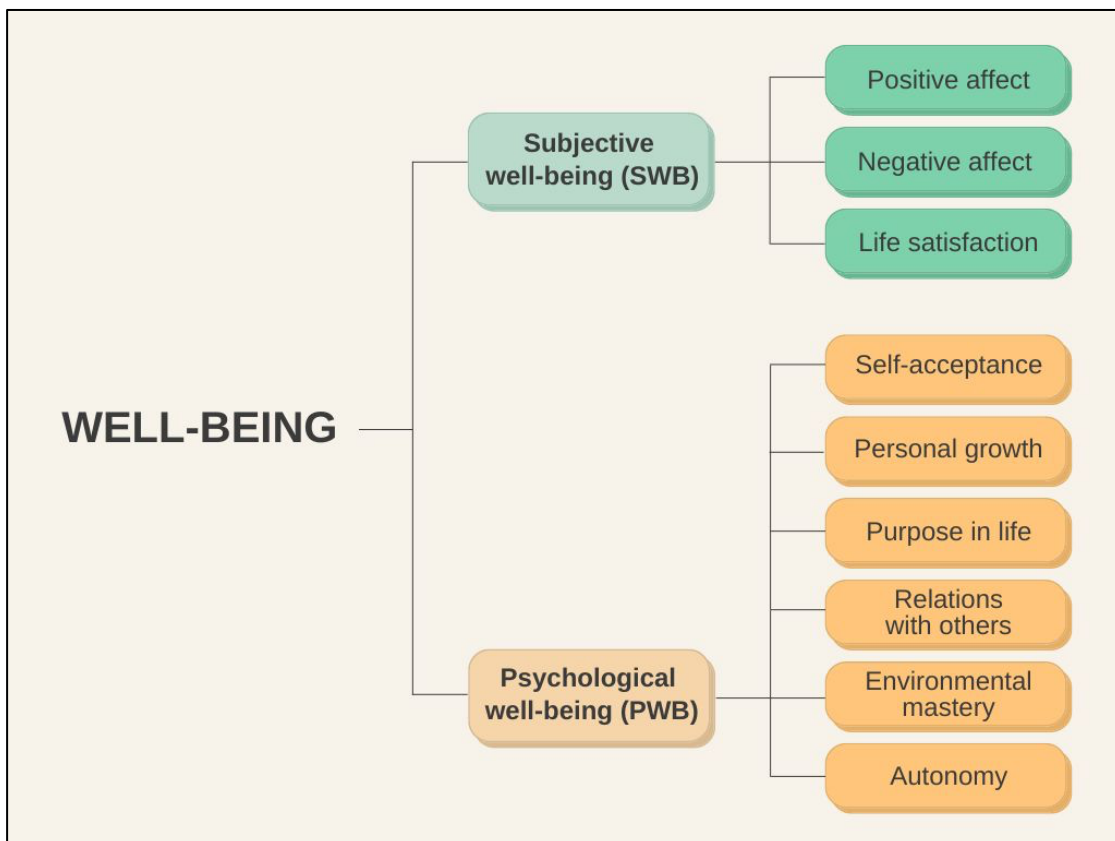 WELL-BEING
Subjective
well-being (SWB)
Positive affect
Negative affect
Life satisfaction
Psychological
well-being (PWB)
Self-acceptance
Personal growth
Purpose in life
Relations
with others
Environmental
mastery
Autonomy